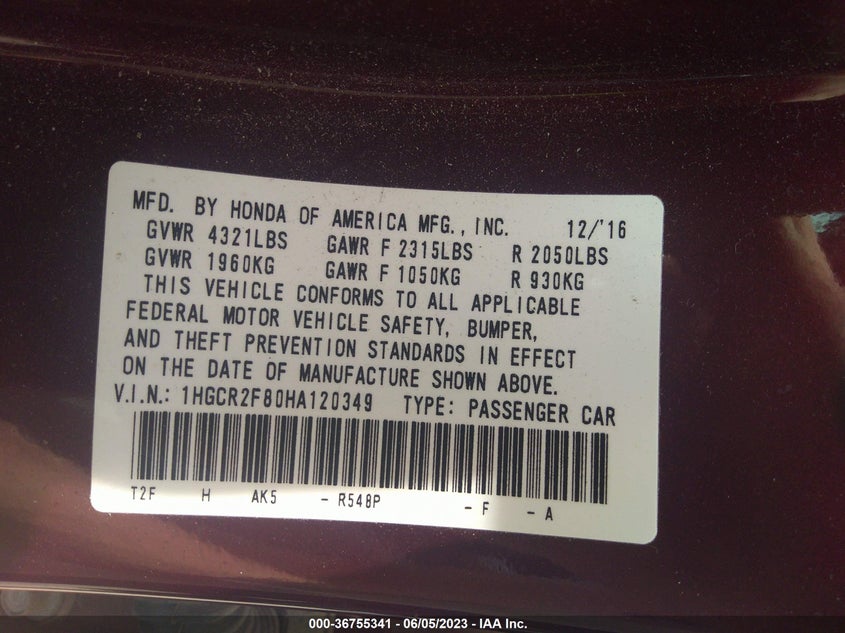 MFD. BY HONDA OF AMERICA MFG., INC. 12/'16
GVWR 4321LBS GAWR F 2315LBS R 2050LBS
GVWR 1960KG GAWR F 1050KG R 930KG
THIS VEHICLE CONFORMS TO ALL APPLICABLE
FEDERAL MOTOR VEHICLE SAFETY, BUMPER,
AND THEFT PREVENTION STANDARDS IN EFFECT
ON THE DATE OF MANUFACTURE SHOWN ABOVE.
V.I.N.: 1HGCR2F80HA120349 TYPE: PASSENGER CAR
T2F H AK5 - R548P - F - A
000-36755341 - 06/05/2023 - IAA Inc.